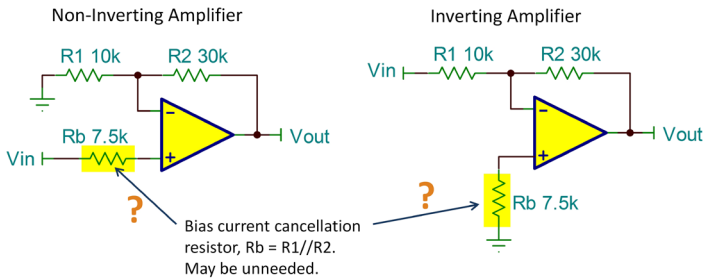 Non-Inverting Amplifier
Inverting Amplifier
R1 10k
R2 30k
R1 10k
R2 30k
Vin
Rb 7.5k
Vin
Vout
Vout
Rb 7.5k
?
?
Bias current cancellation
resistor, Rb = R1//R2.
May be unneeded.